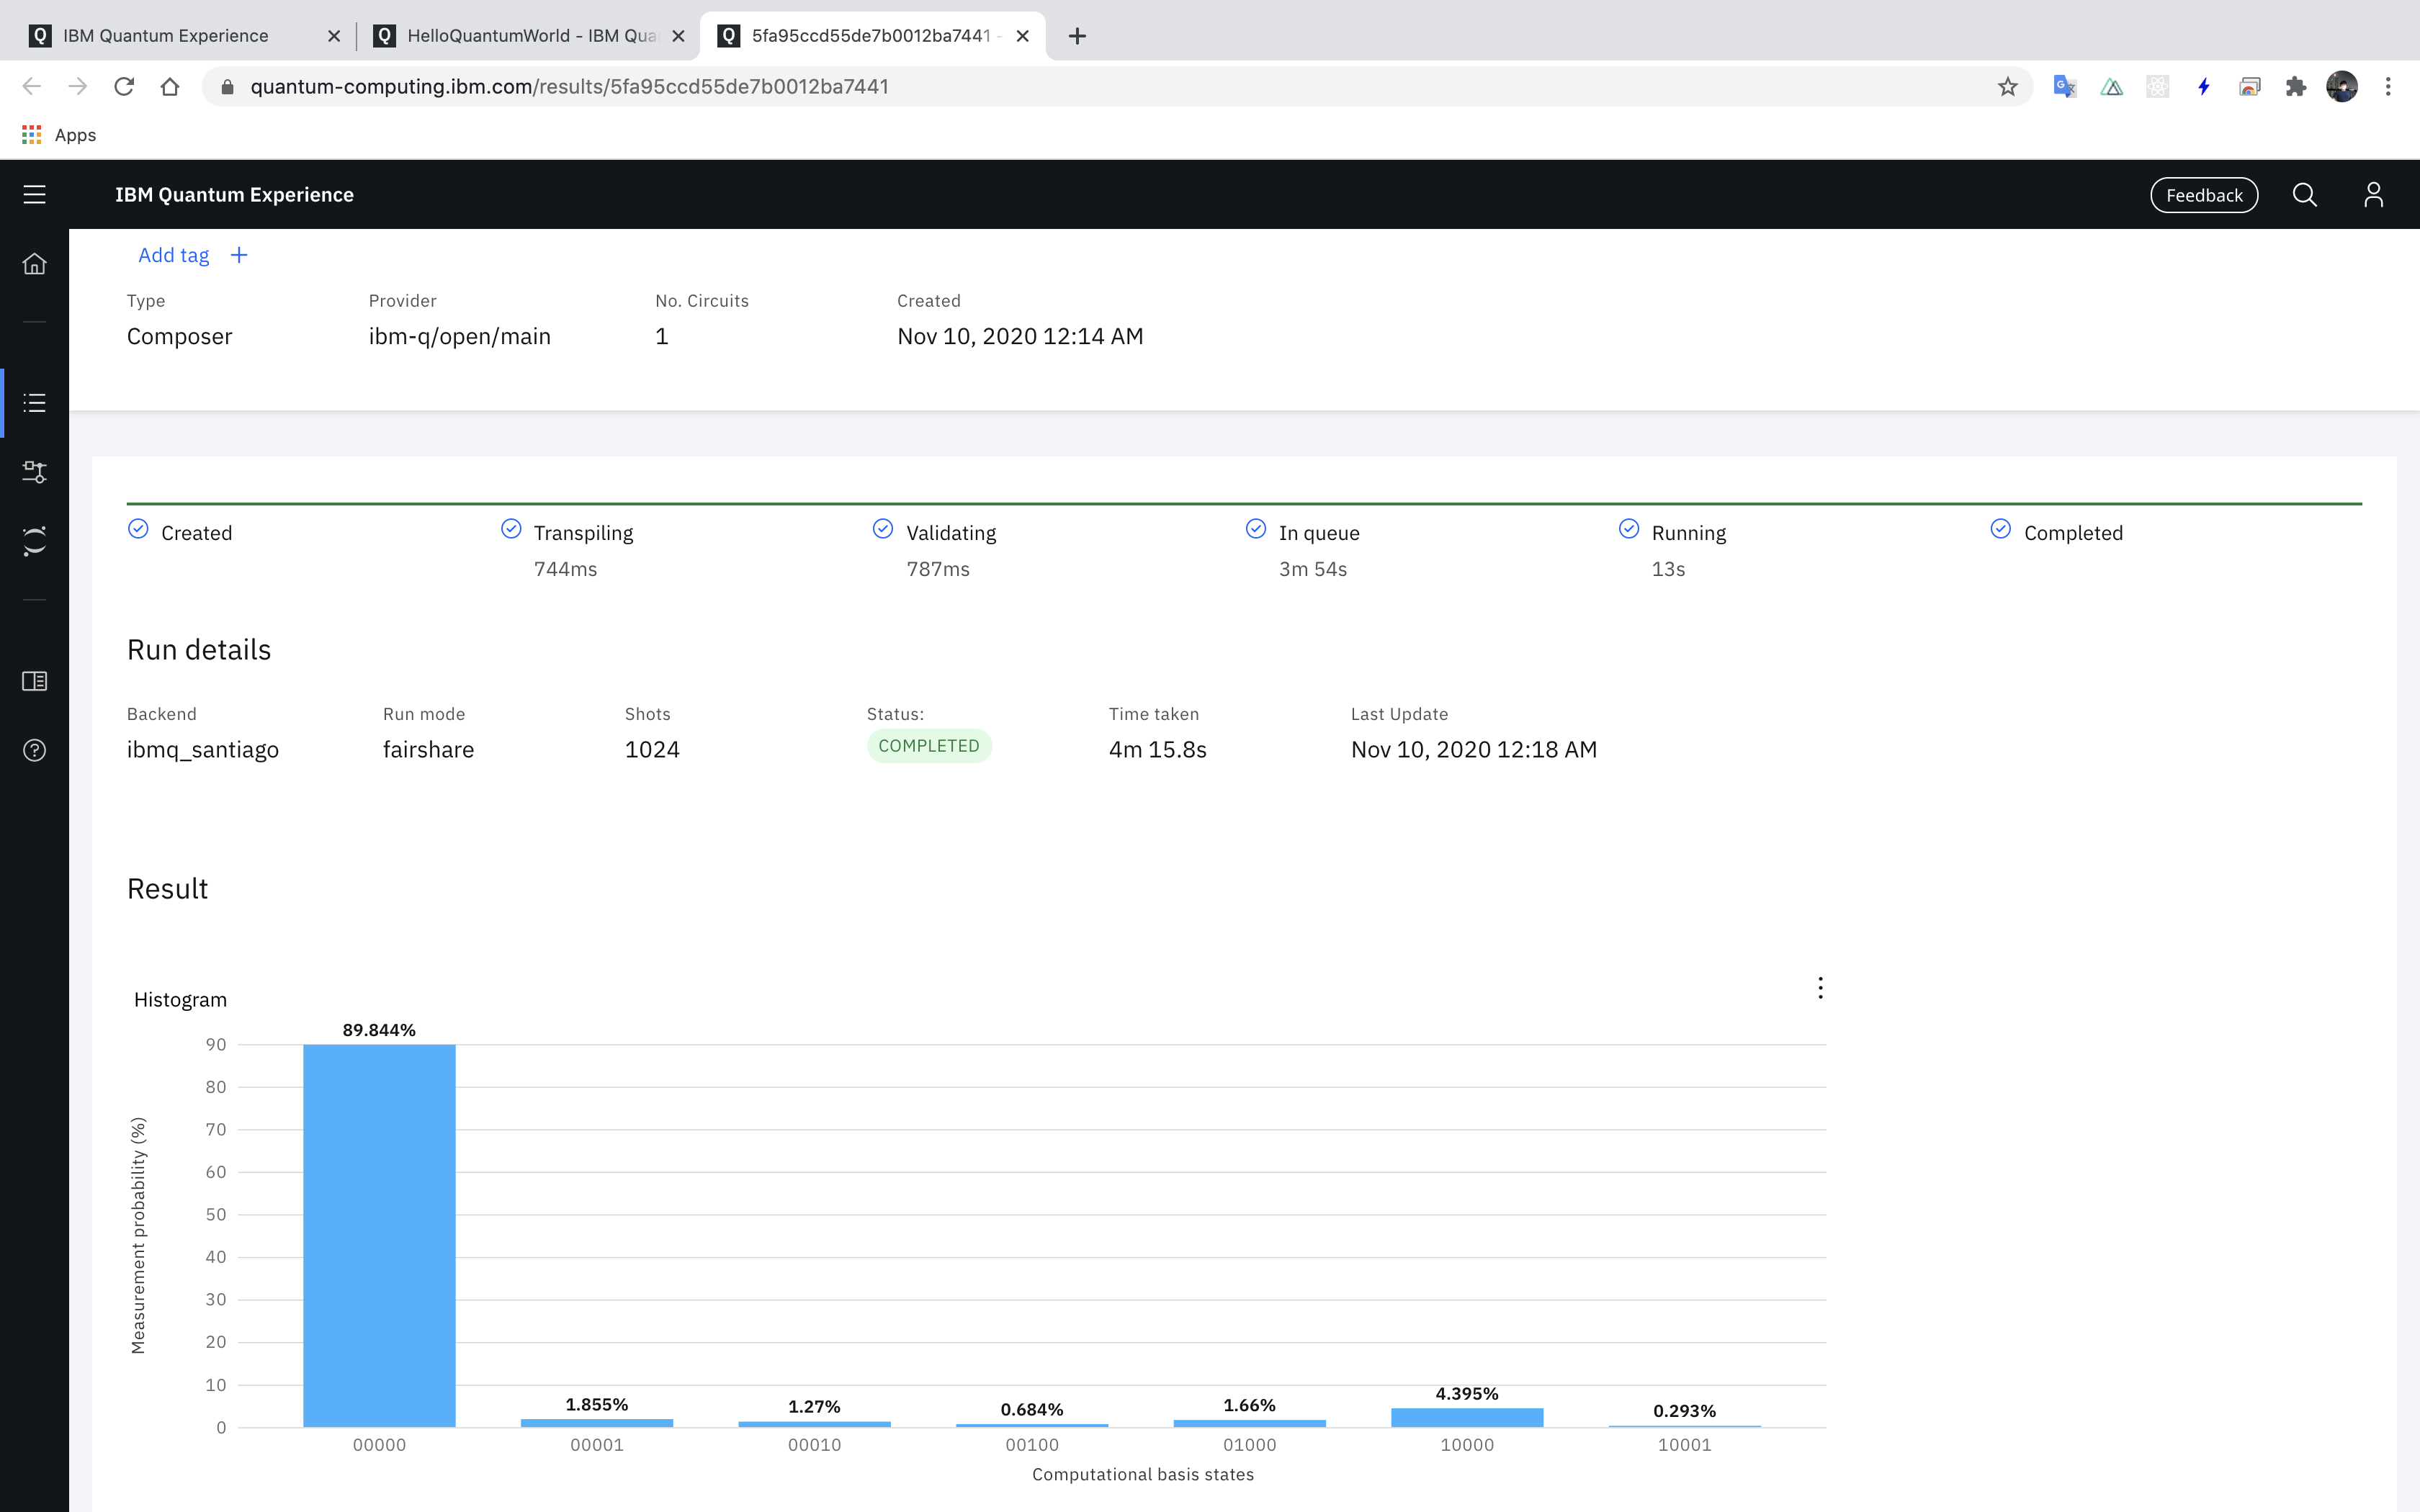 IBM Quantum Experience
HelloQuantumWorld - IBM Qua
5fa95ccd55de7b0012ba7441 -
quantum-computing.ibm.com/results/5fa95ccd55de7b0012ba7441
Apps
IBM Quantum Experience
Feedback
Add tag +
Type Provider No. Circuits Created
Composer ibm-q/open/main 1 Nov 10, 2020 12:14 AM
Created Transpiling Validating In queue Running Completed
744ms 787ms 3m 54s 13s
Run details
Backend Run mode Shots Status: Time taken Last Update
ibmq_santiago fairshare 1024 COMPLETED 4m 15.8s Nov 10, 2020 12:18 AM
Result
Histogram
89.844%
90
80
70
60
50
40
30
20
10
0
Measurement probability (%)
1.855% 1.27% 0.684% 1.66% 4.395% 0.293%
00000 00001 00010 00100 01000 10000 10001
Computational basis states